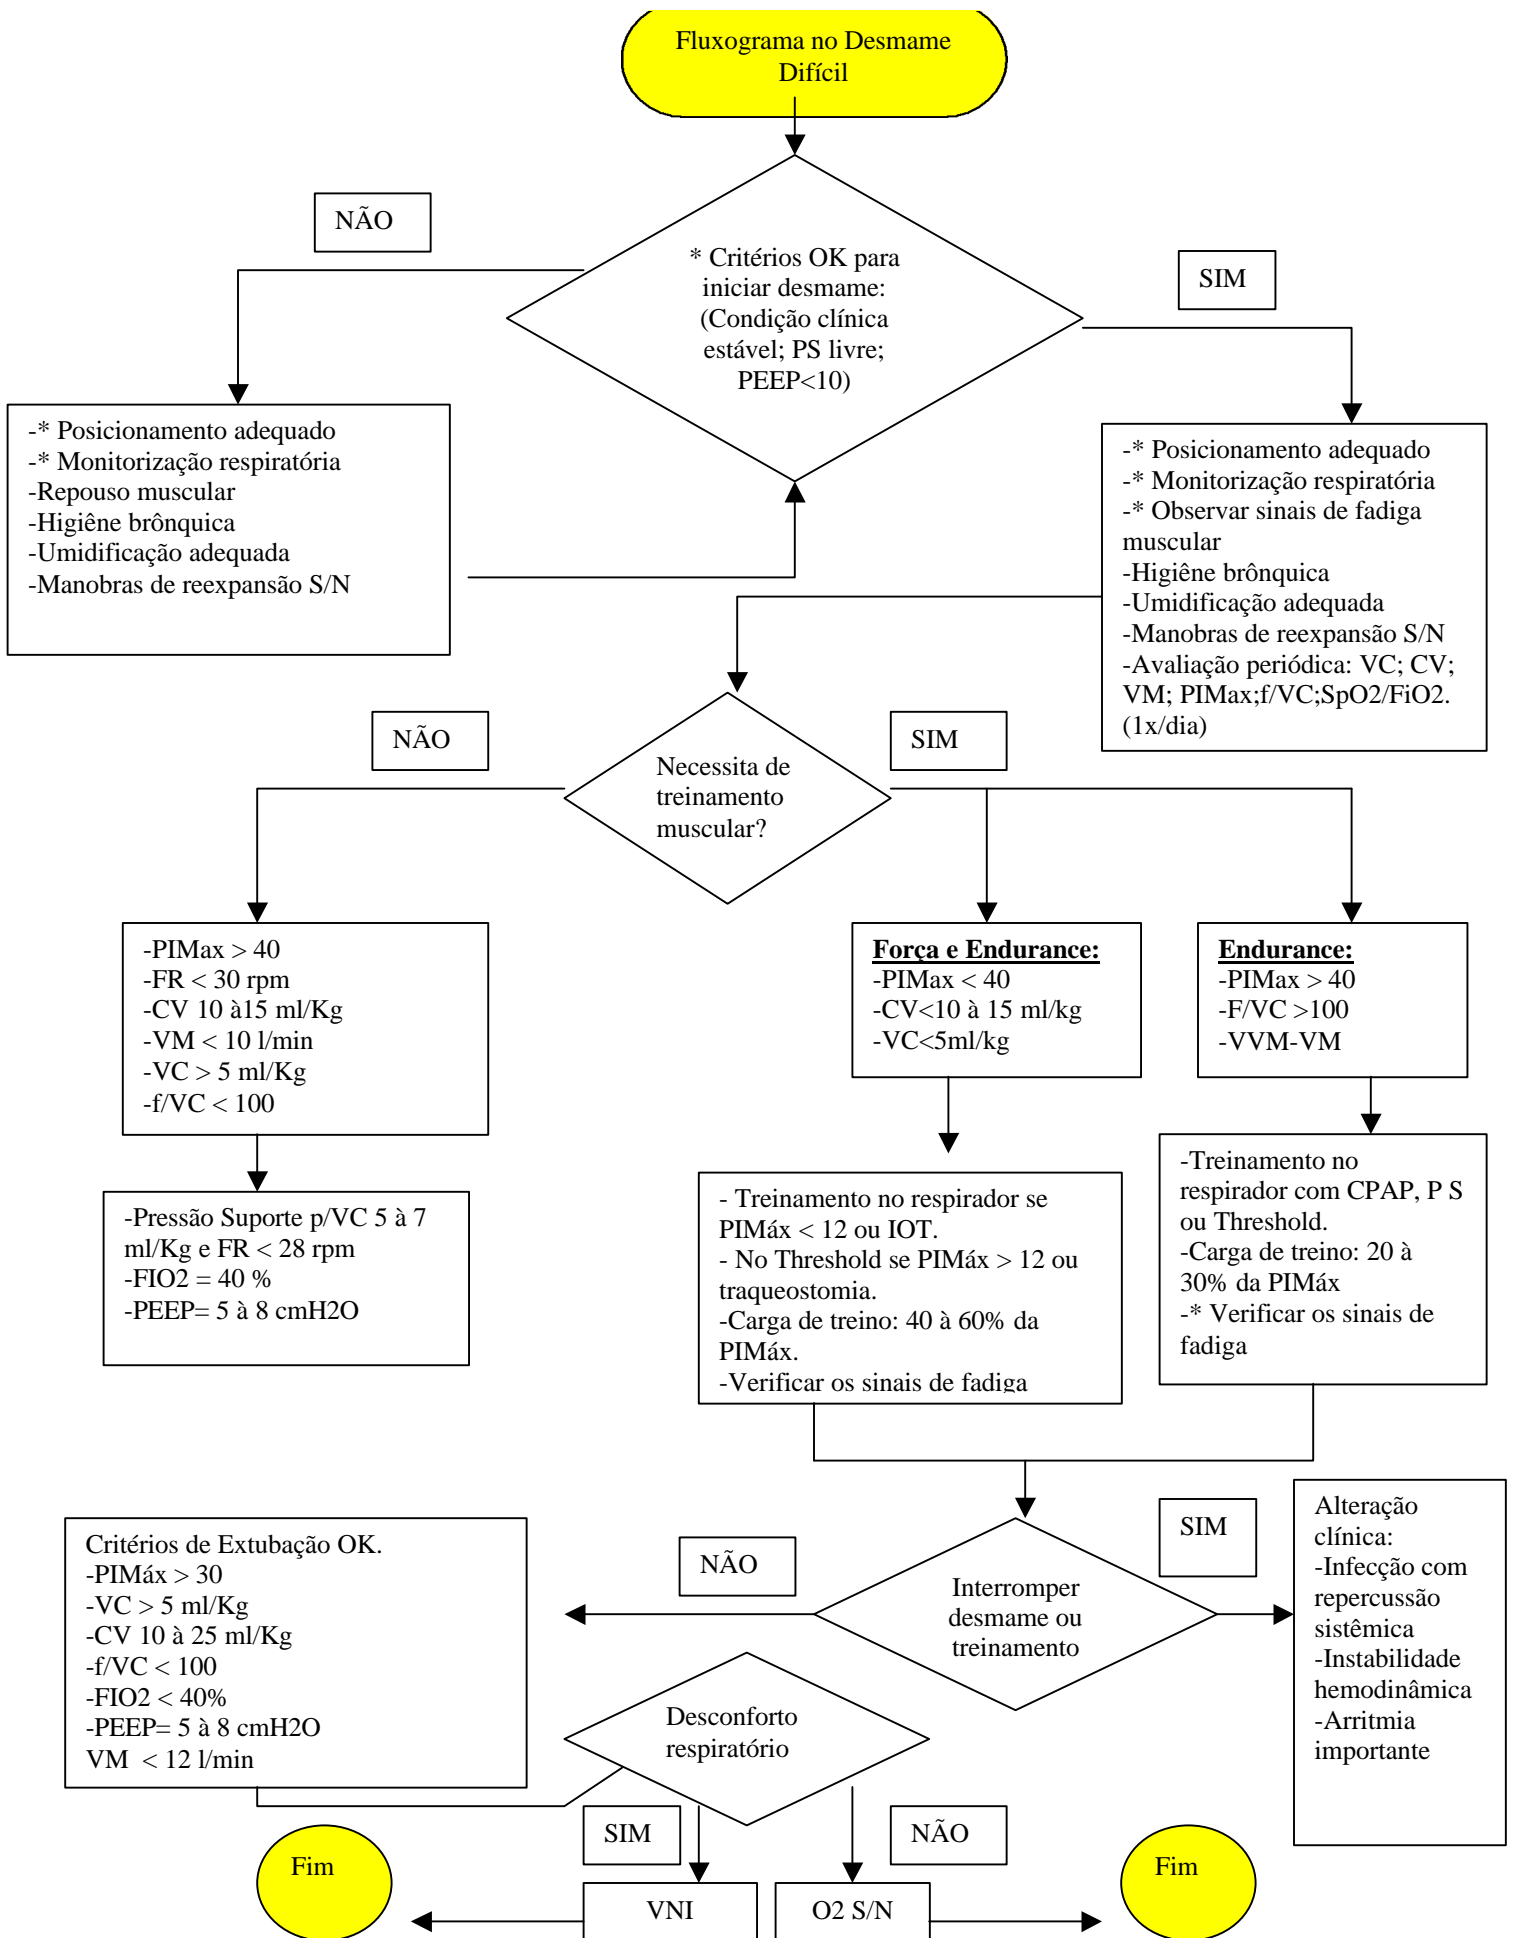 Fluxograma no Desmame
Difícil
NÃO
* Critérios OK para
iniciar desmame:
(Condição clínica
estável; PS livre;
PEEP<10)
SIM
-* Posicionamento adequado
-* Monitorização respiratória
-Repouso muscular
-Higiêne brônquica
-Umidificação adequada
-Manobras de reexpansão S/N
-* Posicionamento adequado
-* Monitorização respiratória
-* Observar sinais de fadiga
muscular
-Higiêne brônquica
-Umidificação adequada
-Manobras de reexpansão S/N
-Avaliação periódica: VC; CV;
VM; PIMax;f/VC;SpO2/FiO2.
(1x/dia)
NÃO
Necessita de
treinamento
muscular?
SIM
-PIMax > 40
-FR < 30 rpm
-CV 10 à15 ml/Kg
-VM < 10 l/min
-VC > 5 ml/Kg
-f/VC < 100
Força e Endurance:
-PIMax < 40
-CV<10 à 15 ml/kg
-VC<5ml/kg
Endurance:
-PIMax > 40
-F/VC >100
-VVM-VM
-Pressão Suporte p/VC 5 à 7
ml/Kg e FR < 28 rpm
-FIO2 = 40 %
-PEEP= 5 à 8 cmH2O
- Treinamento no respirador se
PIMáx < 12 ou IOT.
- No Threshold se PIMáx > 12 ou
traqueostomia.
-Carga de treino: 40 à 60% da
PIMáx.
-Verificar os sinais de fadiga
-Treinamento no
respirador com CPAP, P S
ou Threshold.
-Carga de treino: 20 à
30% da PIMáx
-* Verificar os sinais de
fadiga
Critérios de Extubação OK.
-PIMáx > 30
-VC > 5 ml/Kg
-CV 10 à 25 ml/Kg
-f/VC < 100
-FIO2 < 40%
-PEEP= 5 à 8 cmH2O
VM < 12 l/min
NÃO
Interromper
desmame ou
treinamento
SIM
Alteração
clínica:
-Infecção com
repercussão
sistêmica
-Instabilidade
hemodinâmica
-Arritmia
importante
Desconforto
respiratório
SIM
NÃO
Fim
VNI
O2 S/N
Fim